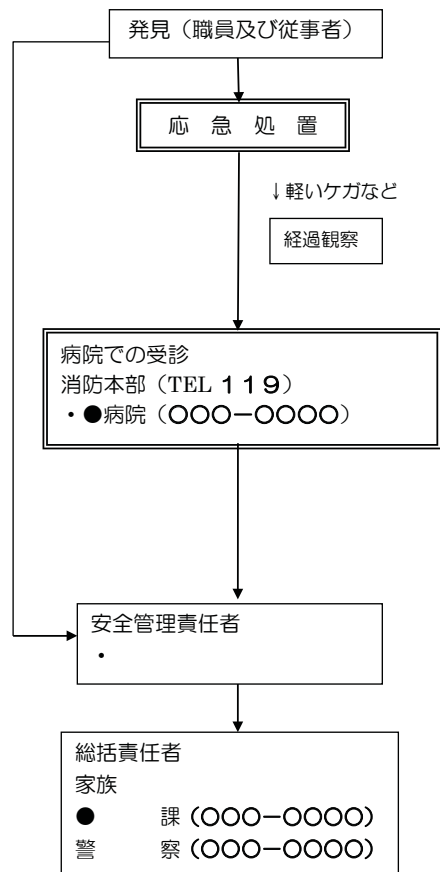 発見（職員及び従事者）
応　急　処　置
↓軽いケガなど
経過観察
病院での受診
消防本部（TEL １１９）
・●病院（〇〇〇－〇〇〇〇）
安全管理責任者
・
総括責任者
家族
●　　　課（〇〇〇－〇〇〇〇）
警　　　察（〇〇〇－〇〇〇〇）